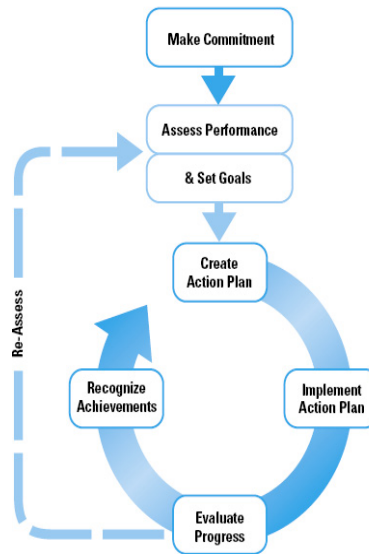 Make Commitment
Assess Performance
& Set Goals
Create
Action Plan
Re-Assess
Recognize
Achievements
Implement
Action Plan
Evaluate
Progress